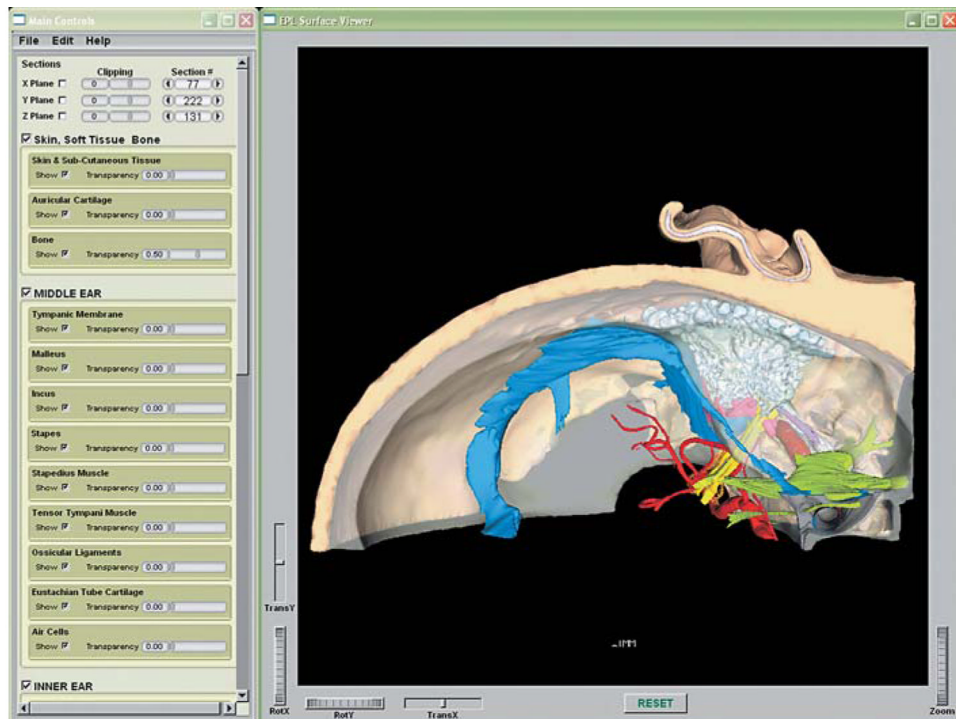 Main Controls
File Edit Help
Sections
Clipping Section #
X Plane 0 77
Y Plane 0 222
Z Plane 0 131
Skin, Soft Tissue Bone
Skin & Sub-Cutaneous Tissue
Show Transparency 0.00
Auricular Cartilage
Show Transparency 0.00
Bone
Show Transparency 0.50
MIDDLE EAR
Tympanic Membrane
Show Transparency 0.00
Malleus
Show Transparency 0.00
Incus
Show Transparency 0.00
Stapes
Show Transparency 0.00
Stapedius Muscle
Show Transparency 0.00
Tensor Tympani Muscle
Show Transparency 0.00
Ossicular Ligaments
Show Transparency 0.00
Eustachian Tube Cartilage
Show Transparency 0.00
Air Cells
Show Transparency 0.00
INNER EAR
EPL Surface Viewer
TransY
RotX
RotY
TransX
RESET
Zoom